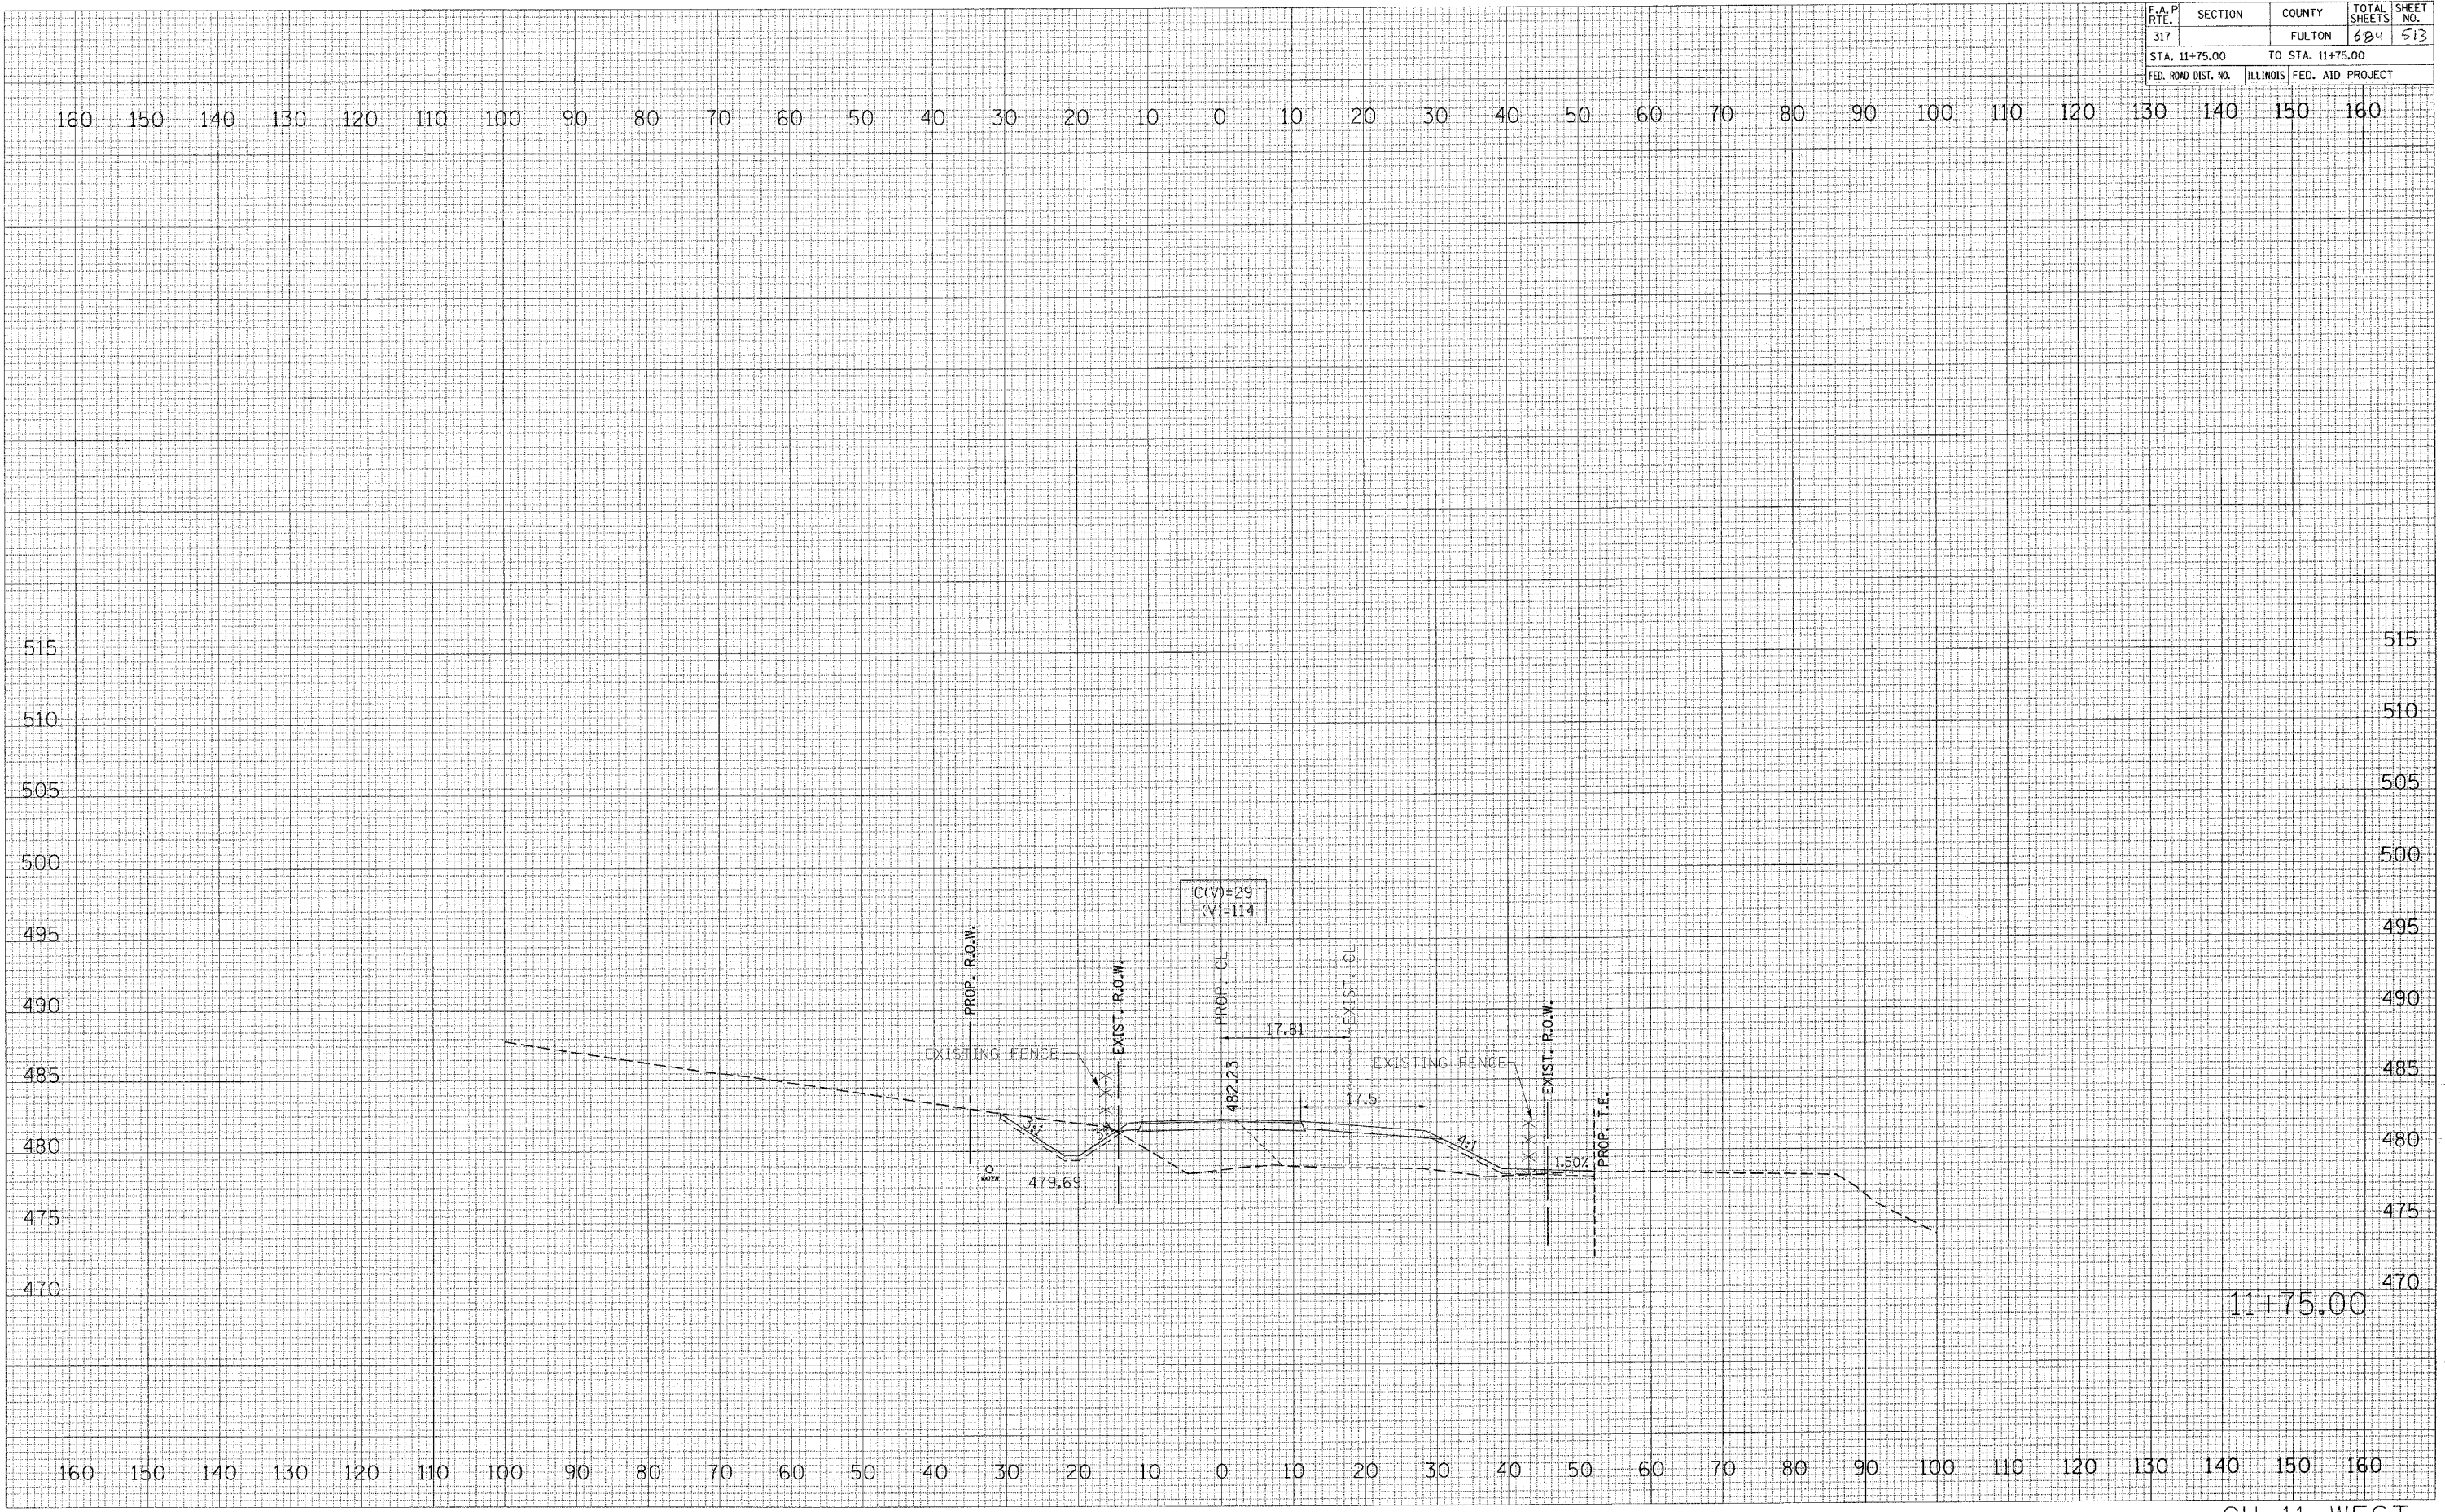 F.A.P RTE. SECTION COUNTY TOTAL SHEETS SHEET NO.
317 FULTON 684 513
STA. 11+75.00 TO STA. 11+75.00
FED. ROAD DIST. NO. ILLINOIS FED. AID PROJECT
160 150 140 130 120 110 100 90 80 70 60 50 40 30 20 10 0 10 20 30 40 50 60 70 80 90 100 110 120 130 140 150 160
515 515
510 510
505 505
500 500
C(V)=29
F(V)=114
495 495
PROP. R.O.W.
EXIST. R.O.W.
PROP. CL
EXIST. CL
490 490
17.81
EXISTING FENCE
EXISTING FENCE
EXIST. R.O.W.
485 485
482.23
17.5
PROP. T.E.
3:1
3:1
4:1
480 480
1.50%
WATER
479.69
475 475
470 470
11+75.00
160 150 140 130 120 110 100 90 80 70 60 50 40 30 20 10 0 10 20 30 40 50 60 70 80 90 100 110 120 130 140 150 160